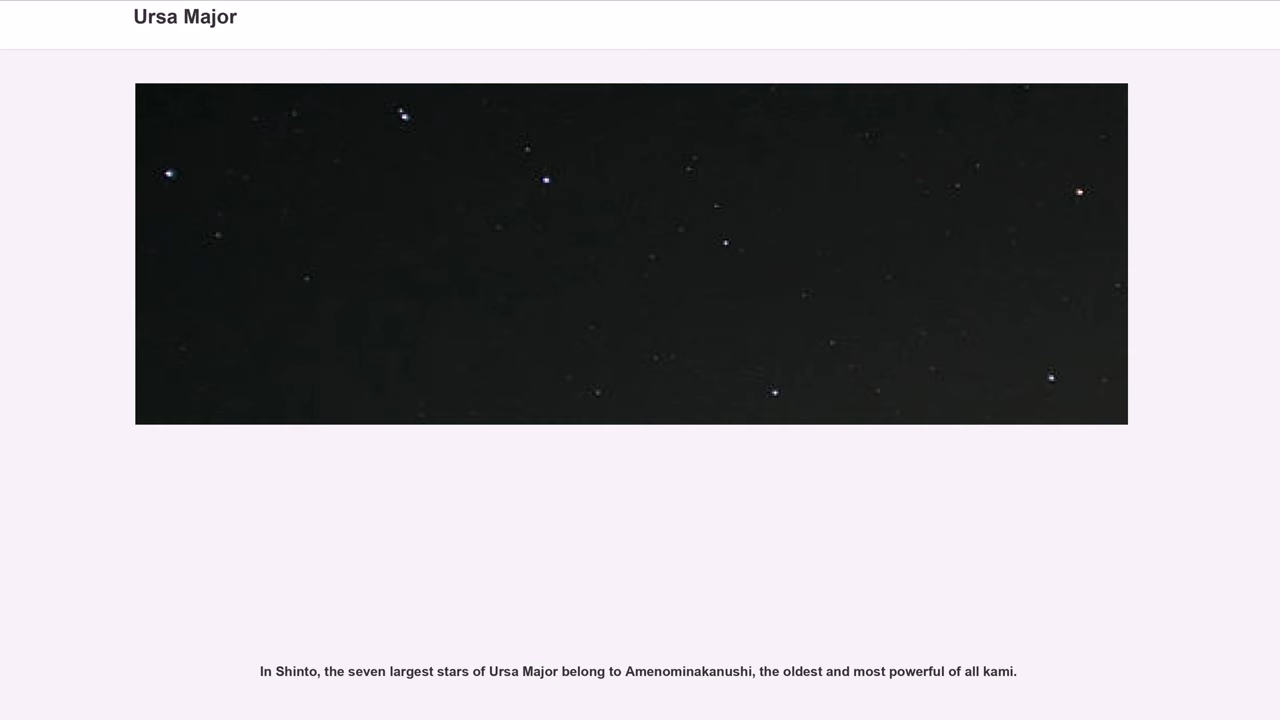 Ursa Major
In Shinto, the seven largest stars of Ursa Major belong to Amenominakanushi, the oldest and most powerful of all kami.